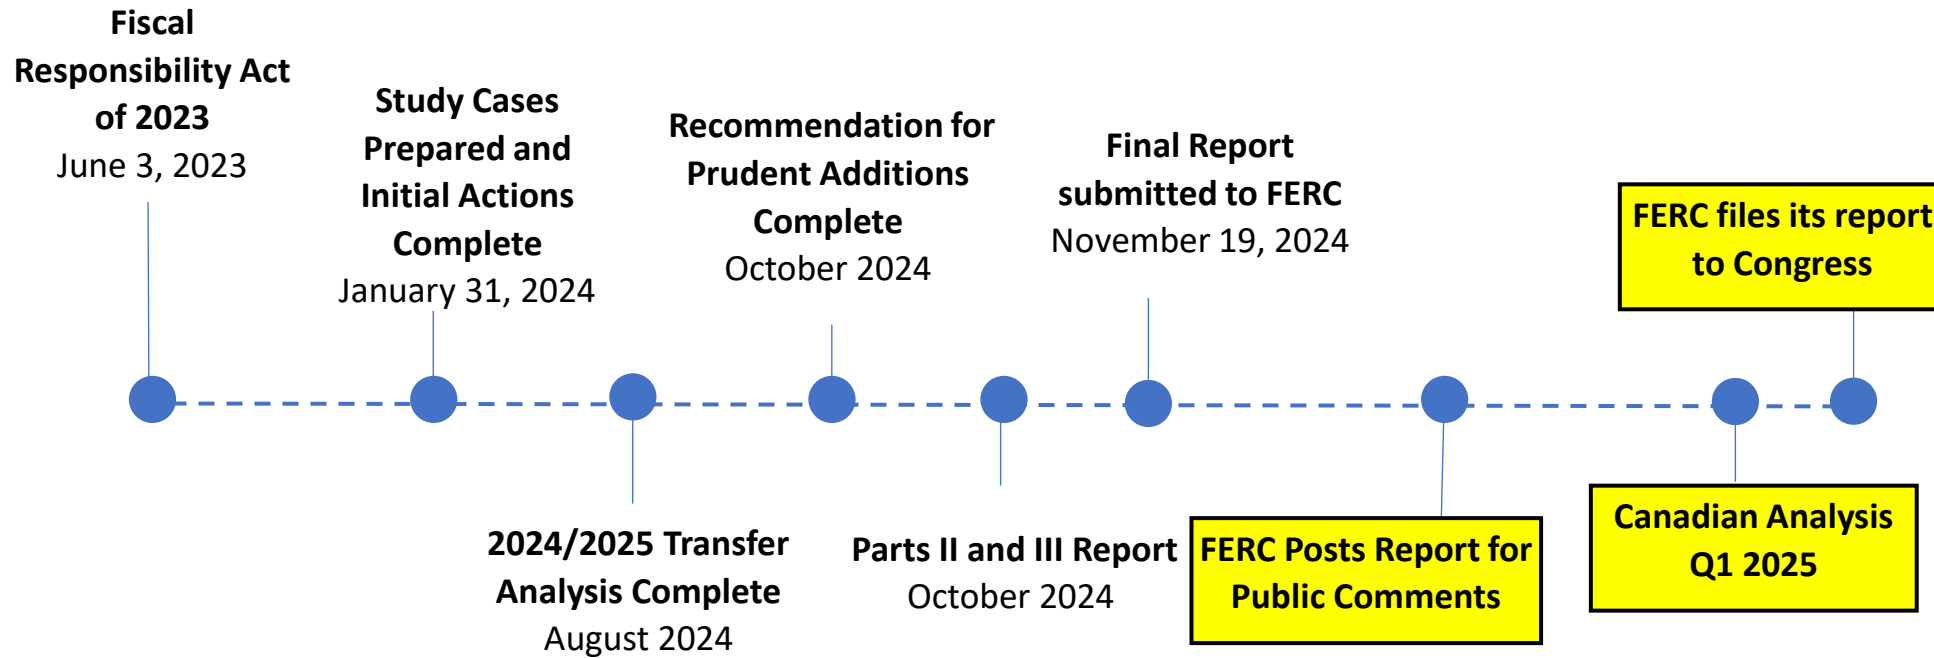 Fiscal
Responsibility Act
of 2023
June 3, 2023
Study Cases
Prepared and
Initial Actions
Complete
January 31, 2024
2024/2025 Transfer
Analysis Complete
August 2024
Recommendation for
Prudent Additions
Complete
October 2024
Parts II and III Report
October 2024
Final Report
submitted to FERC
November 19, 2024
FERC Posts Report for
Public Comments
Canadian Analysis
Q1 2025
FERC files its report
to Congress